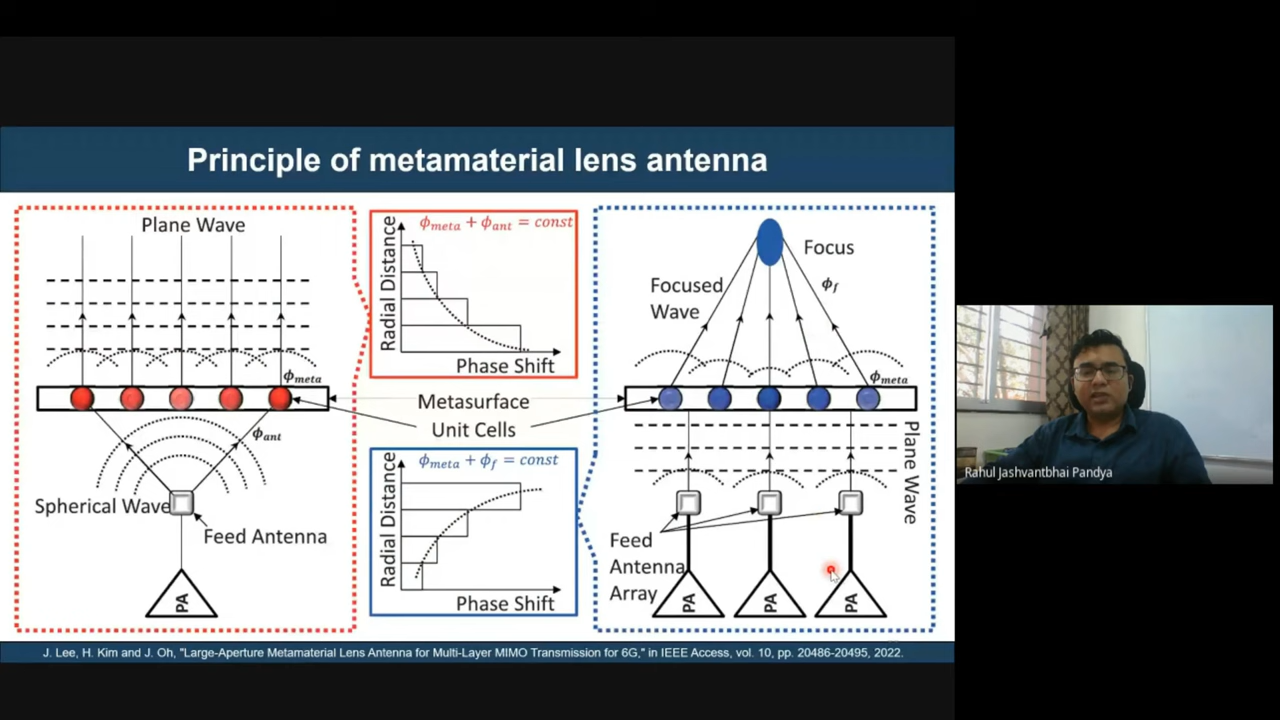 Principle of metamaterial lens antenna
Plane Wave
ϕmeta
ϕant
Spherical Wave
Feed Antenna
PA
ϕmeta + ϕant = const
Radial Distance
Phase Shift
Metasurface
Unit Cells
ϕmeta + ϕf = const
Radial Distance
Phase Shift
Focus
Focused
Wave
ϕf
ϕmeta
Plane Wave
Feed
Antenna
Array
PA
PA
PA
J. Lee, H. Kim and J. Oh, "Large-Aperture Metamaterial Lens Antenna for Multi-Layer MIMO Transmission for 6G," in IEEE Access, vol. 10, pp. 20486-20495, 2022.
Rahul Jashvantbhai Pandya